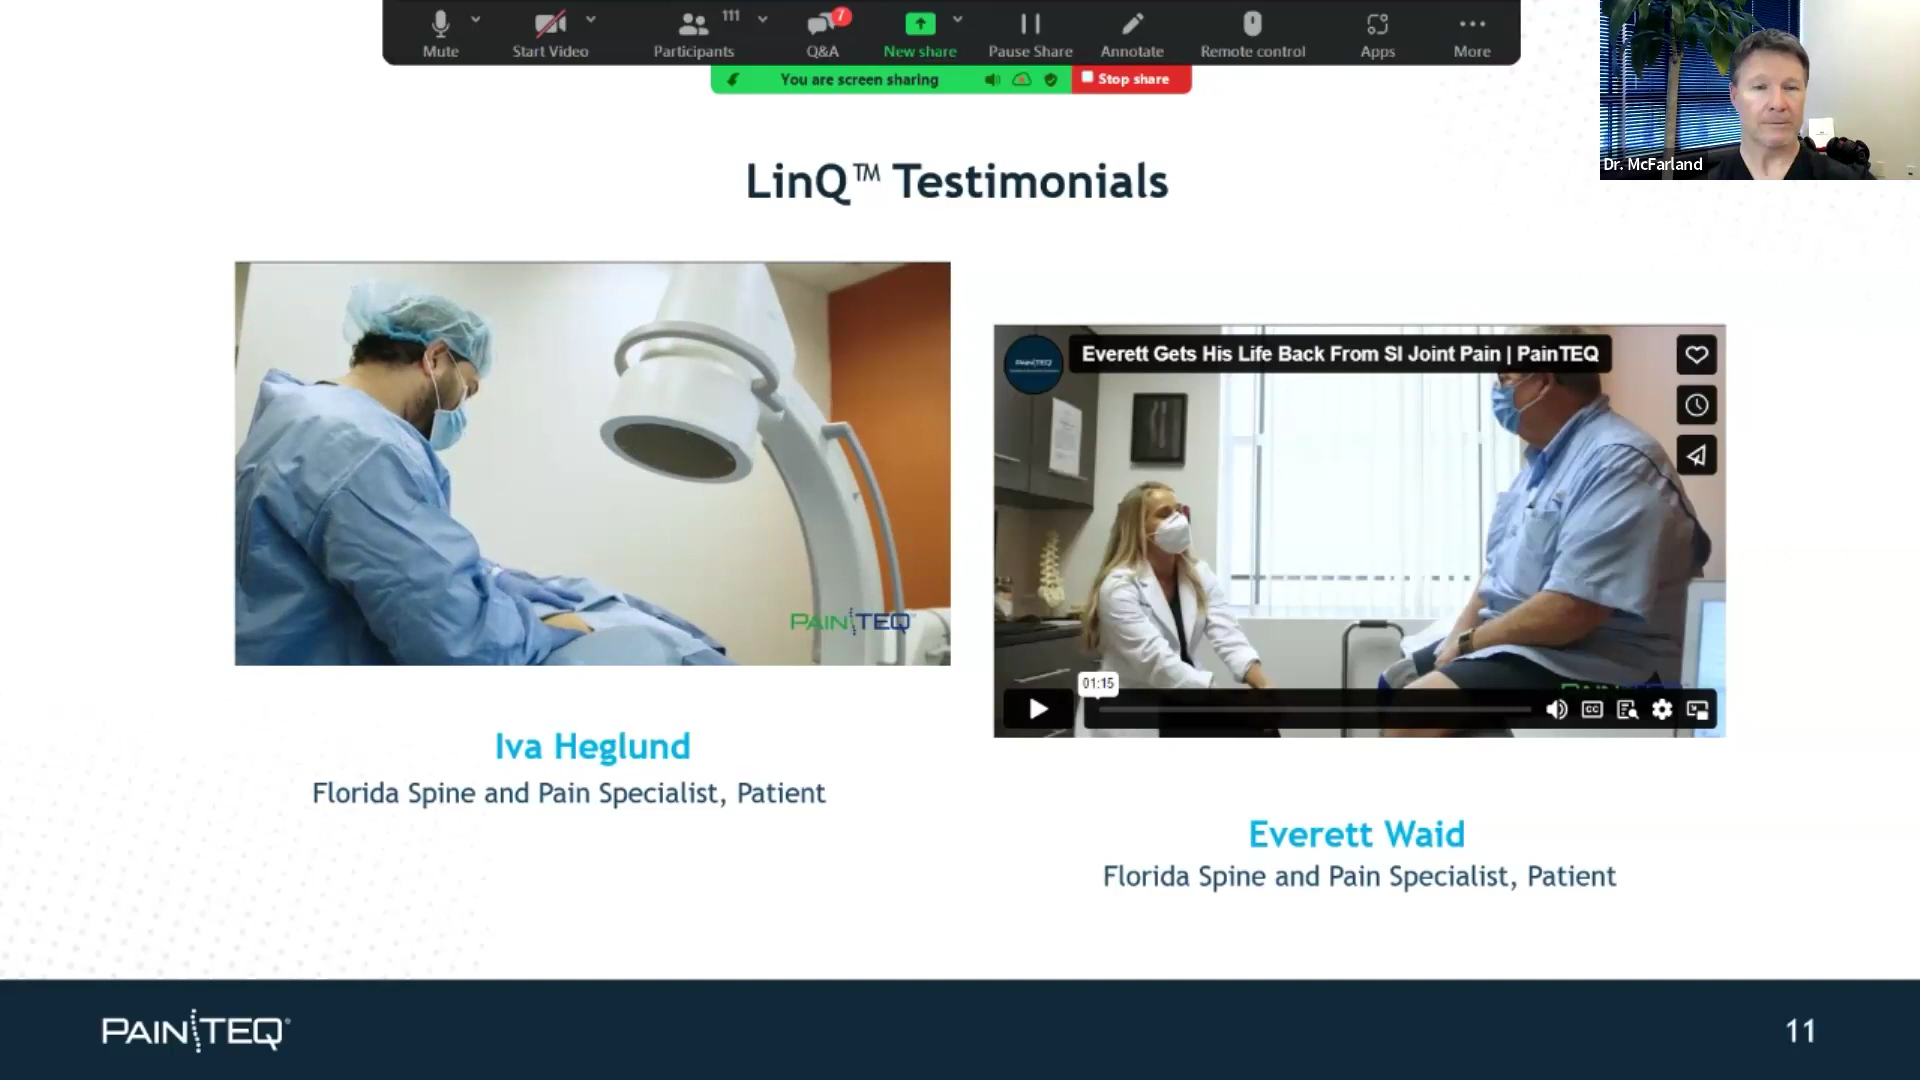 Mute
Start Video
Participants
111
Q&A
7
New share
Pause Share
Annotate
Remote control
Apps
More
You are screen sharing
Stop share
Dr. McFarland
LinQ™ Testimonials
PAINTEQ
PAINTEQ
Everett Gets His Life Back From SI Joint Pain | PainTEQ
01:15
CC
Iva Heglund
Florida Spine and Pain Specialist, Patient
Everett Waid
Florida Spine and Pain Specialist, Patient
PAINTEQ®
11